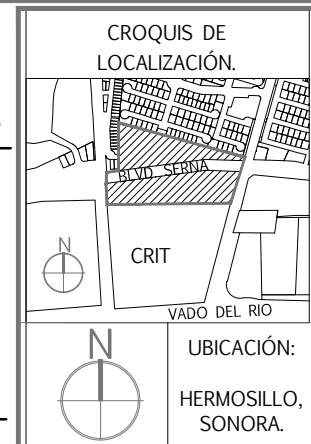 CROQUIS DE
LOCALIZACIÓN.
BLVD SERNA
N
CRIT
VADO DEL RIO
N
UBICACIÓN:
HERMOSILLO,
SONORA.